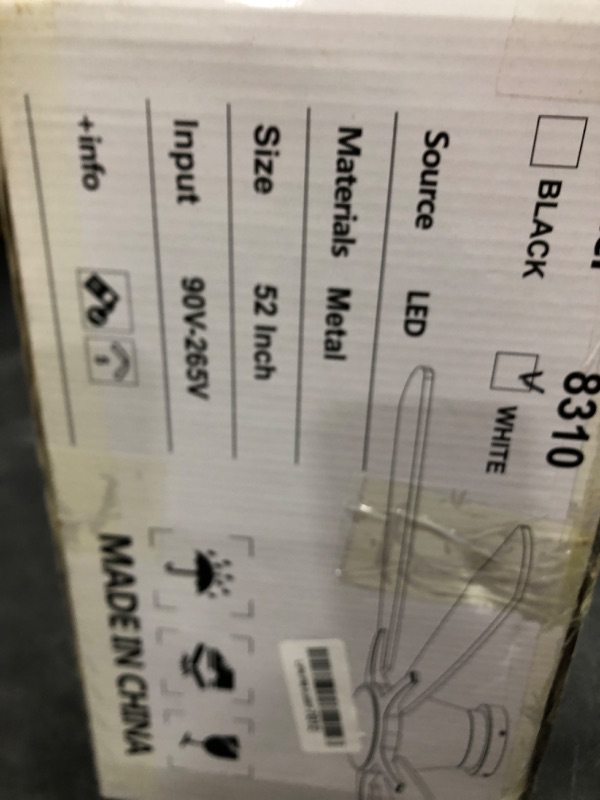 8310
BLACK
WHITE
Source LED
Materials Metal
Size 52 Inch
Input 90V-265V
+info
MADE IN CHINA